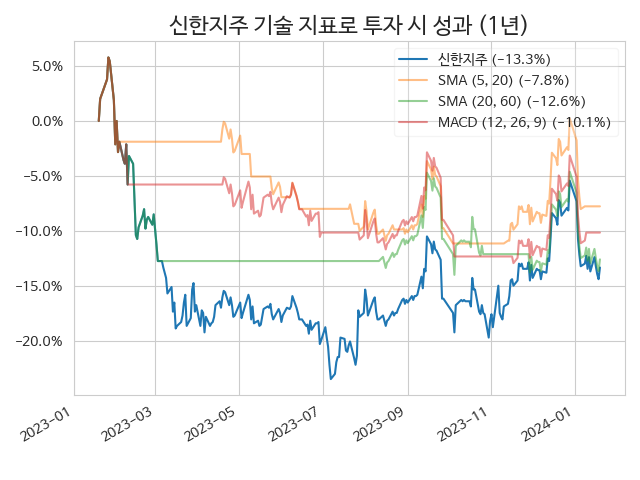 신한지주 기술 지표로 투자 시 성과 (1년)
신한지주 (−13.3%)
SMA (5, 20) (−7.8%)
SMA (20, 60) (−12.6%)
MACD (12, 26, 9) (−10.1%)
5.0%
0.0%
−5.0%
−10.0%
−15.0%
−20.0%
2023-01
2023-03
2023-05
2023-07
2023-09
2023-11
2024-01